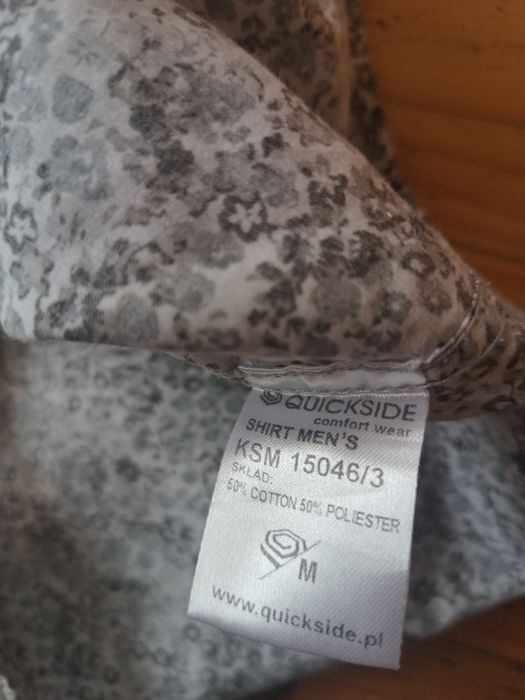 QUICKSIDE
comfort wear
SHIRT MEN'S
KSM 15046/3
SKŁAD:
50% COTTON 50% POLIESTER
M
www.quickside.pl